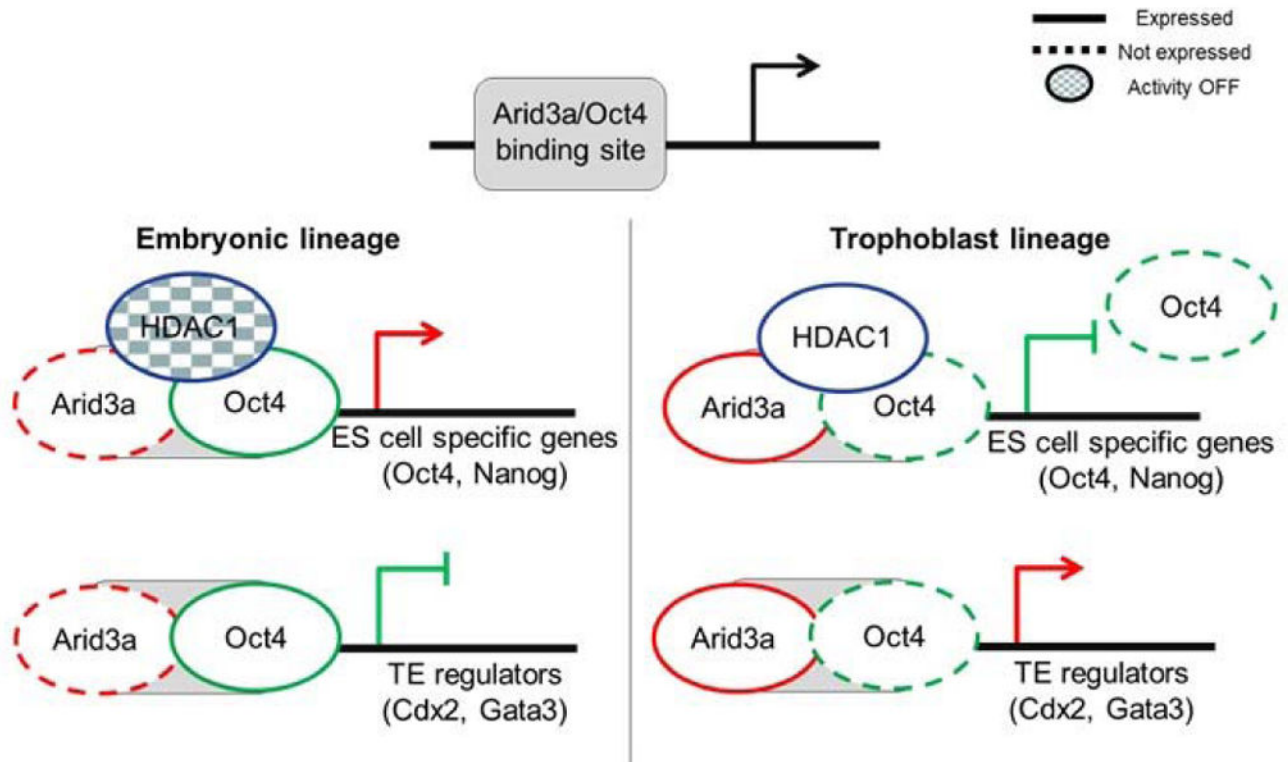 Expressed
Not expressed
Activity OFF
Arid3a/Oct4
binding site
Embryonic lineage
HDAC1
Arid3a
Oct4
ES cell specific genes
(Oct4, Nanog)
Arid3a
Oct4
TE regulators
(Cdx2, Gata3)
Trophoblast lineage
Oct4
HDAC1
Arid3a
Oct4
ES cell specific genes
(Oct4, Nanog)
Arid3a
Oct4
TE regulators
(Cdx2, Gata3)